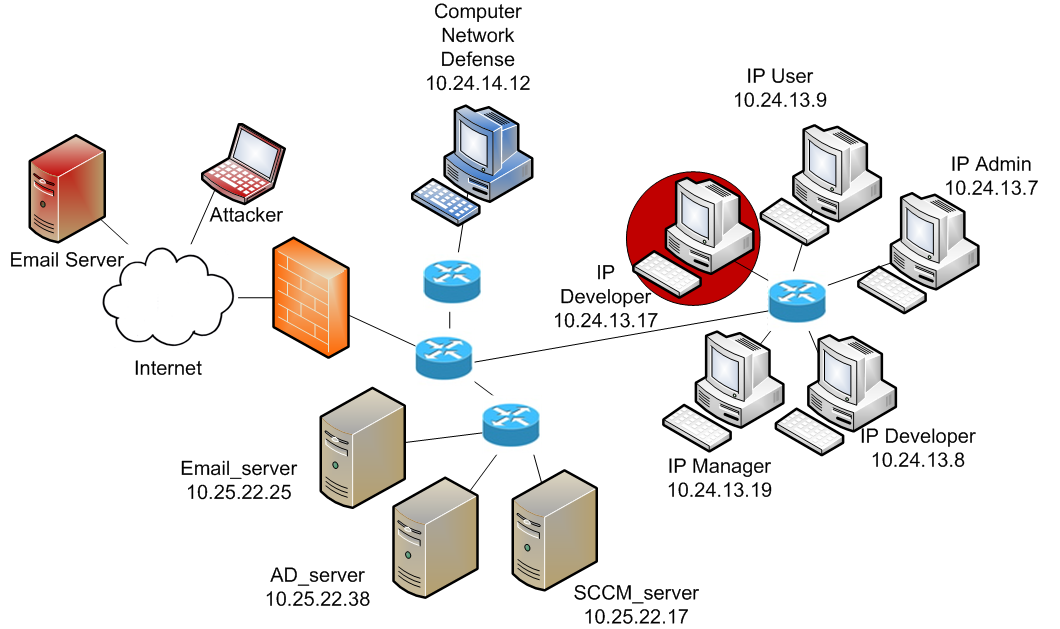 Computer
Network
Defense
10.24.14.12
IP User
10.24.13.9
IP Admin
10.24.13.7
Attacker
Email Server
IP
Developer
10.24.13.17
Internet
IP Developer
10.24.13.8
IP Manager
10.24.13.19
Email_server
10.25.22.25
AD_server
10.25.22.38
SCCM_server
10.25.22.17